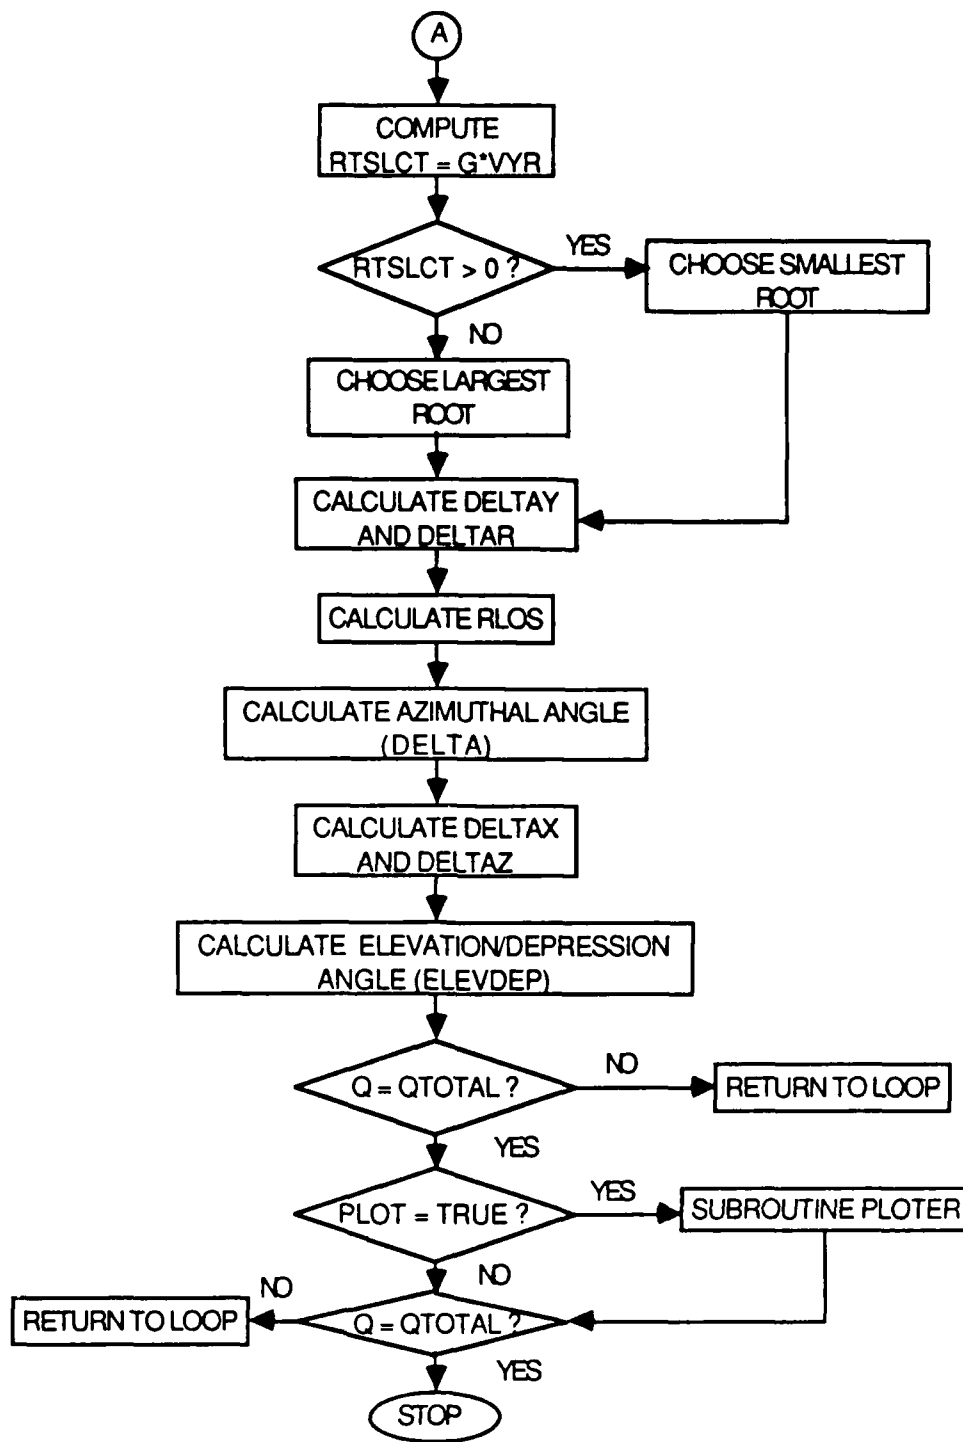 A
COMPUTE
RTSLCT = G*VYR
RTSLCT > 0 ?
YES
CHOOSE SMALLEST
ROOT
NO
CHOOSE LARGEST
ROOT
CALCULATE DELTAY
AND DELTAR
CALCULATE RLOS
CALCULATE AZIMUTHAL ANGLE
(DELTA)
CALCULATE DELTAX
AND DELTAZ
CALCULATE ELEVATION/DEPRESSION
ANGLE (ELEVDEP)
Q = QTOTAL ?
NO
RETURN TO LOOP
YES
PLOT = TRUE ?
YES
SUBROUTINE PLOTER
NO
Q = QTOTAL ?
NO
RETURN TO LOOP
YES
STOP